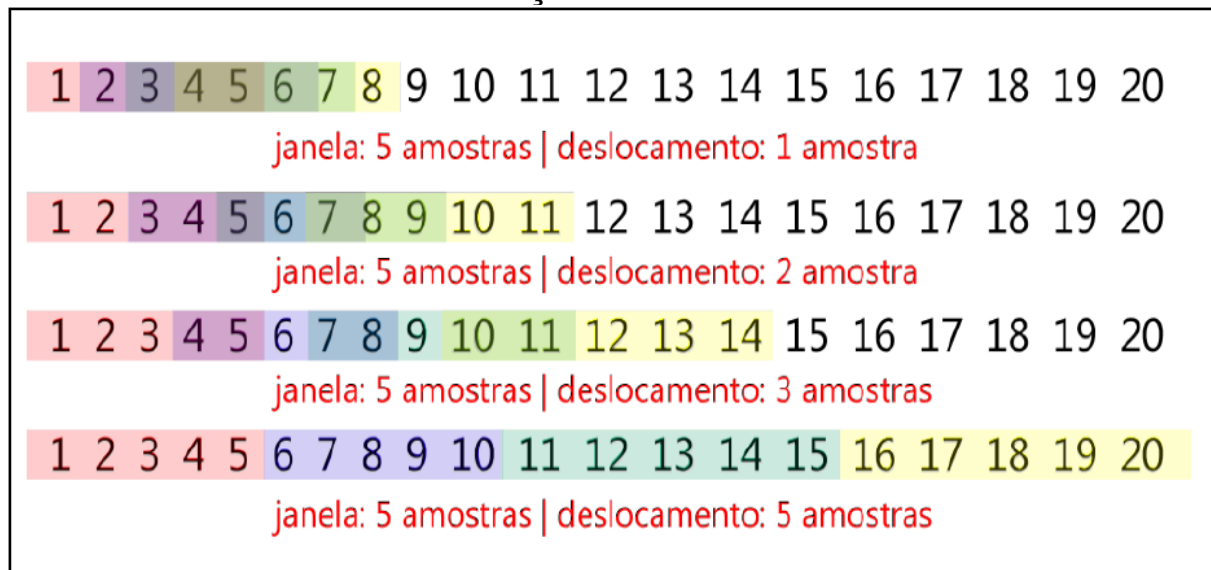 1 2 3 4 5 6 7 8 9 10 11 12 13 14 15 16 17 18 19 20
janela: 5 amostras | deslocamento: 1 amostra
1 2 3 4 5 6 7 8 9 10 11 12 13 14 15 16 17 18 19 20
janela: 5 amostras | deslocamento: 2 amostra
1 2 3 4 5 6 7 8 9 10 11 12 13 14 15 16 17 18 19 20
janela: 5 amostras | deslocamento: 3 amostras
1 2 3 4 5 6 7 8 9 10 11 12 13 14 15 16 17 18 19 20
janela: 5 amostras | deslocamento: 5 amostras